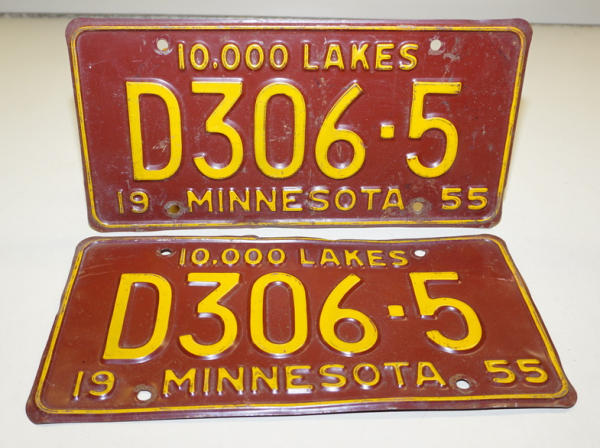 10,000 LAKES
D306·5
19 MINNESOTA 55
10,000 LAKES
D306·5
19 MINNESOTA 55